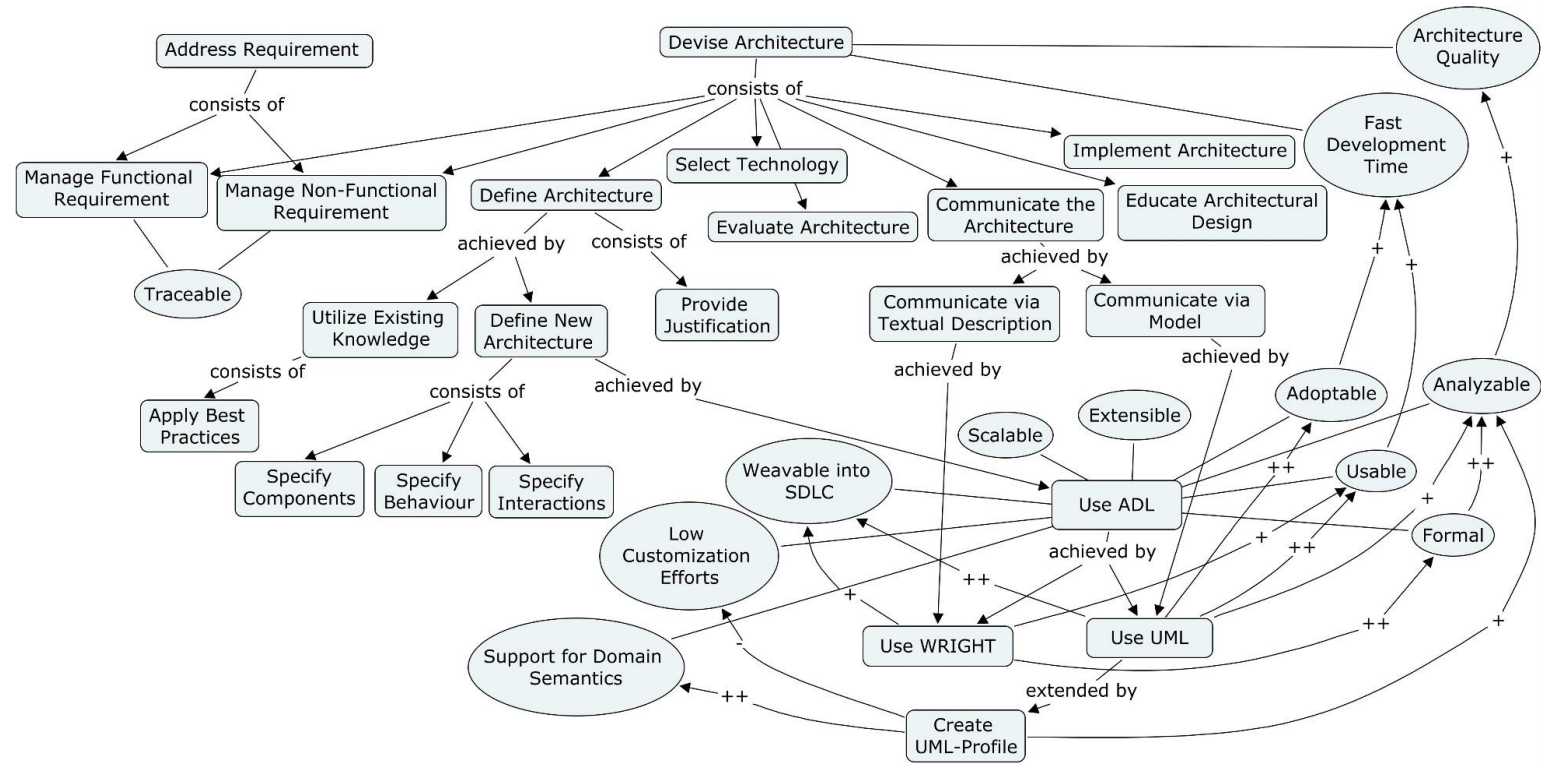 Address Requirement
Devise Architecture
Architecture
Quality
consists of
consists of
Fast
Development
Time
Manage Functional
Requirement
Manage Non-Functional
Requirement
Define Architecture
Select Technology
Evaluate Architecture
Communicate the
Architecture
Implement Architecture
Educate Architectural
Design
+
Traceable
achieved by
consists of
achieved by
+
+
Utilize Existing
Knowledge
Define New
Architecture
Provide
Justification
Communicate via
Textual Description
Communicate via
Model
consists of
consists of
achieved by
achieved by
achieved by
Apply Best
Practices
Adoptable
Analyzable
Scalable
Extensible
Specify
Components
Specify
Behaviour
Specify
Interactions
Weavable into
SDLC
++
Usable
++
Use ADL
+
Low
Customization
Efforts
achieved by
+
++
Formal
++
+
++
+
Use WRIGHT
Use UML
-
Support for Domain
Semantics
++
extended by
Create
UML-Profile